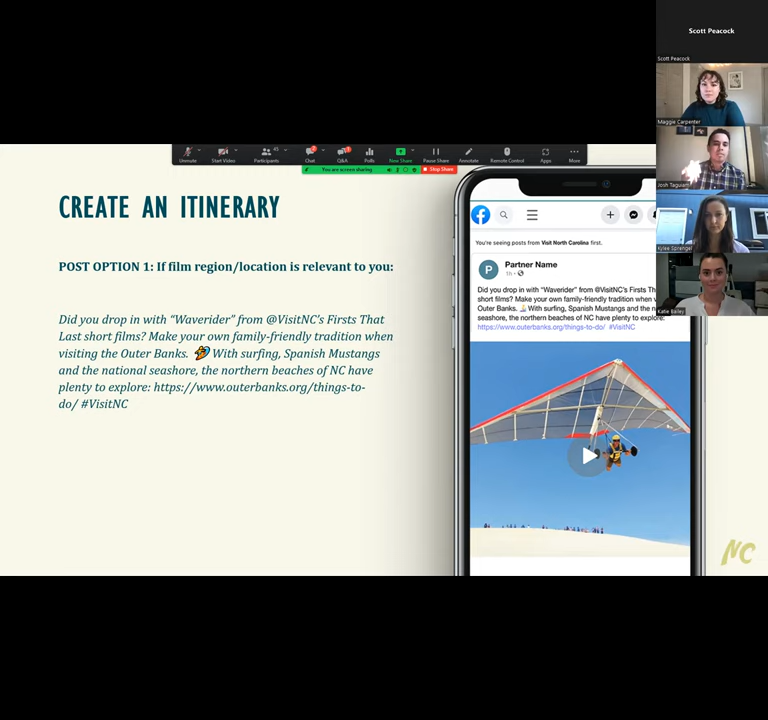 Scott Peacock
Scott Peacock
Maggie Carpenter
Josh Taguiam
Kylee Sprengel
Katie Bailey
Unmute
Start Video
Participants
45
Chat
Q&A
Polls
New Share
Pause Share
Annotate
Remote Control
Apps
More
You are screen sharing
Stop Share
CREATE AN ITINERARY
POST OPTION 1: If film region/location is relevant to you:
Did you drop in with “Waverider” from @VisitNC’s Firsts That
Last short films? Make your own family-friendly tradition when
visiting the Outer Banks. 🏄 With surfing, Spanish Mustangs
and the national seashore, the northern beaches of NC have
plenty to explore: https://www.outerbanks.org/things-to-
do/ #VisitNC
You're seeing posts from Visit North Carolina first.
P
Partner Name
1h
Did you drop in with “Waverider” from @VisitNC’s Firsts Th
short films? Make your own family-friendly tradition when v
Outer Banks. 🏄 With surfing, Spanish Mustangs and the nat
seashore, the northern beaches of NC have plenty to explore:
https://www.outerbanks.org/things-to-do/ #VisitNC
NC